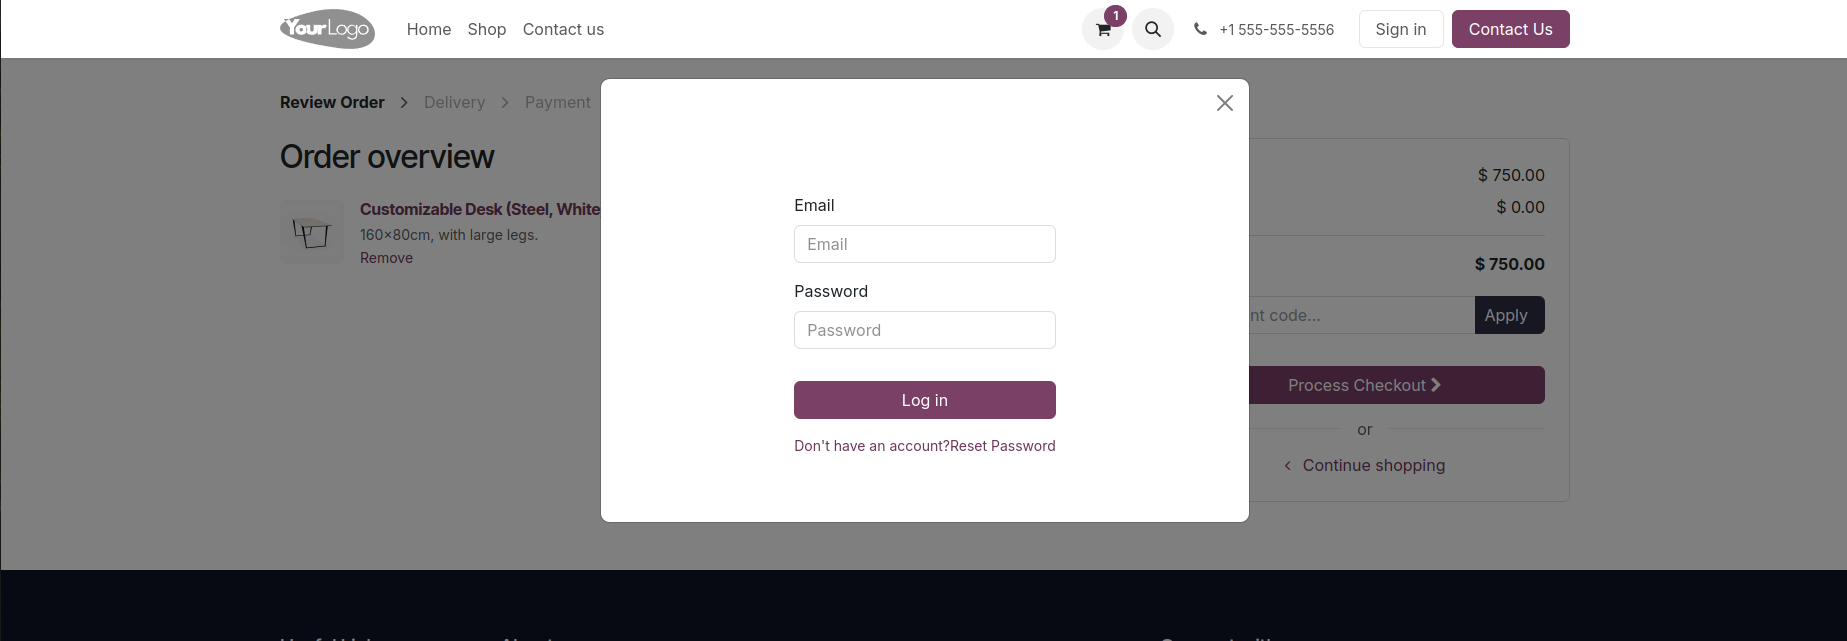 YourLogo
Home Shop Contact us
1
+1 555-555-5556
Sign in
Contact Us
Review Order > Delivery > Payment
Order overview
Customizable Desk (Steel, White
160x80cm, with large legs.
Remove
Email
Email
Password
Password
Log in
Don't have an account?Reset Password
$ 750.00
$ 0.00
$ 750.00
nt code...
Apply
Process Checkout
or
Continue shopping